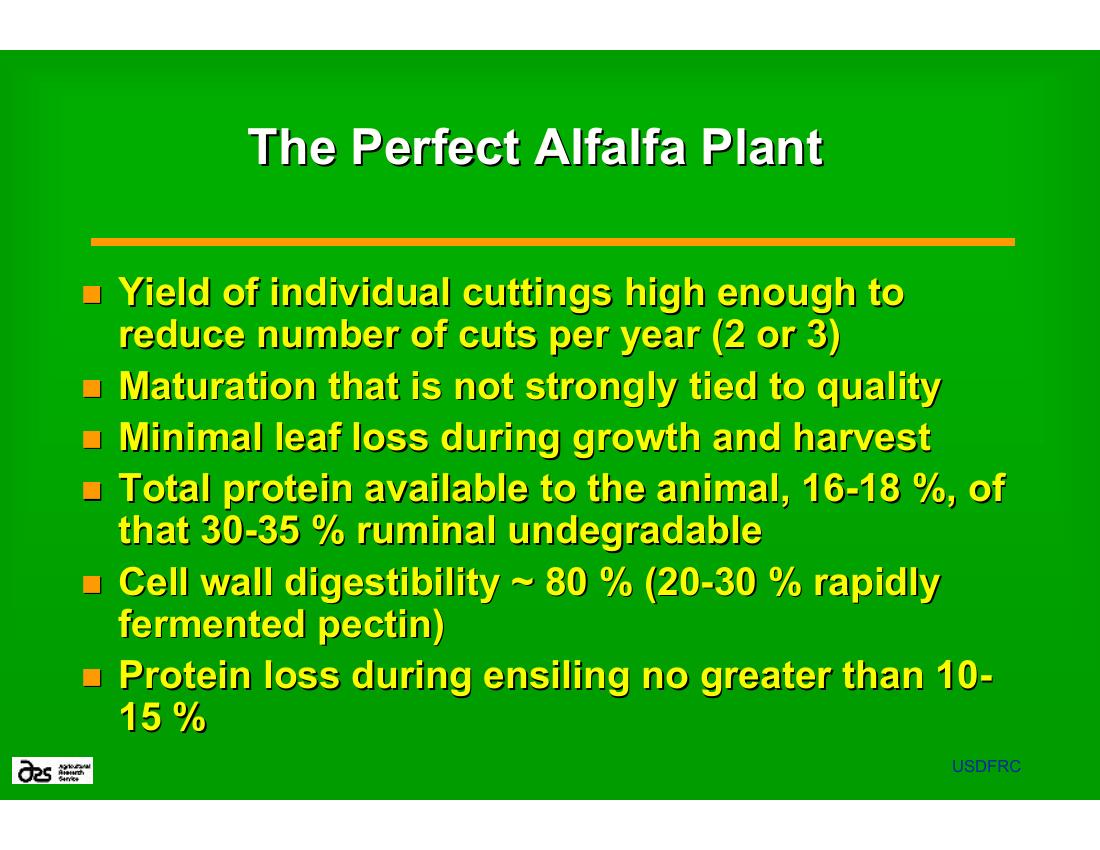 The Perfect Alfalfa Plant
Yield of individual cuttings high enough to
reduce number of cuts per year (2 or 3)
Maturation that is not strongly tied to quality
Minimal leaf loss during growth and harvest
Total protein available to the animal, 16-18 %, of
that 30-35 % ruminal undegradable
Cell wall digestibility ~ 80 % (20-30 % rapidly
fermented pectin)
Protein loss during ensiling no greater than 10-
15 %
ars
Agricultural
Research
Service
USDFRC